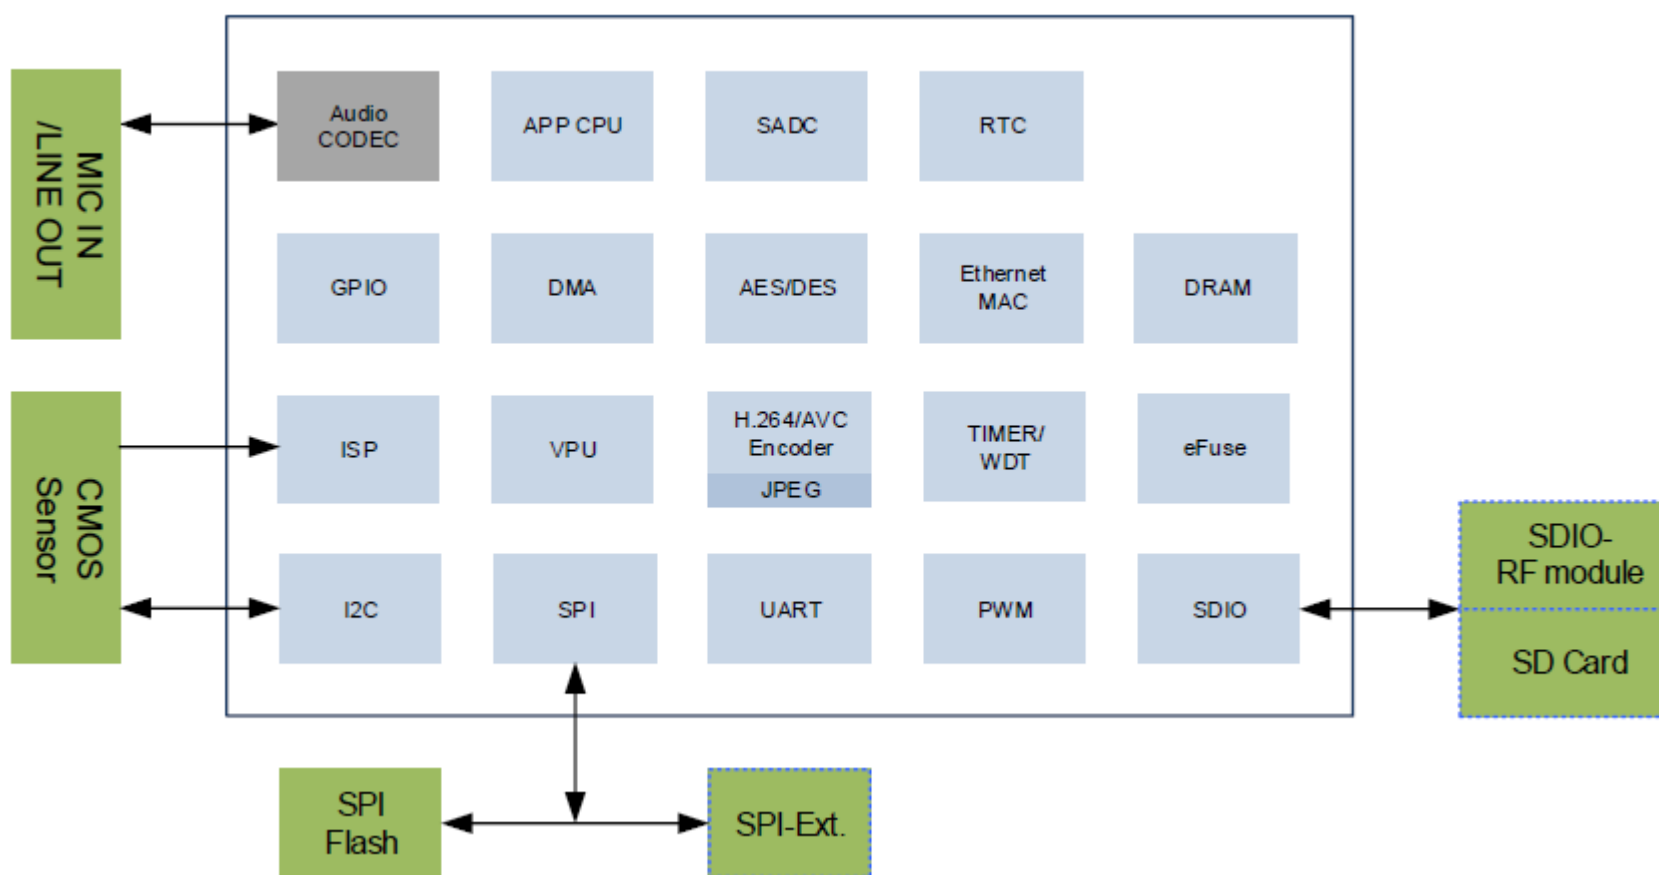 MIC IN
/LINE OUT
Audio
CODEC
APP CPU
SADC
RTC
GPIO
DMA
AES/DES
Ethernet
MAC
DRAM
CMOS
Sensor
ISP
VPU
H.264/AVC
Encoder
JPEG
TIMER/
WDT
eFuse
I2C
SPI
UART
PWM
SDIO
SDIO-
RF module
SD Card
SPI
Flash
SPI-Ext.